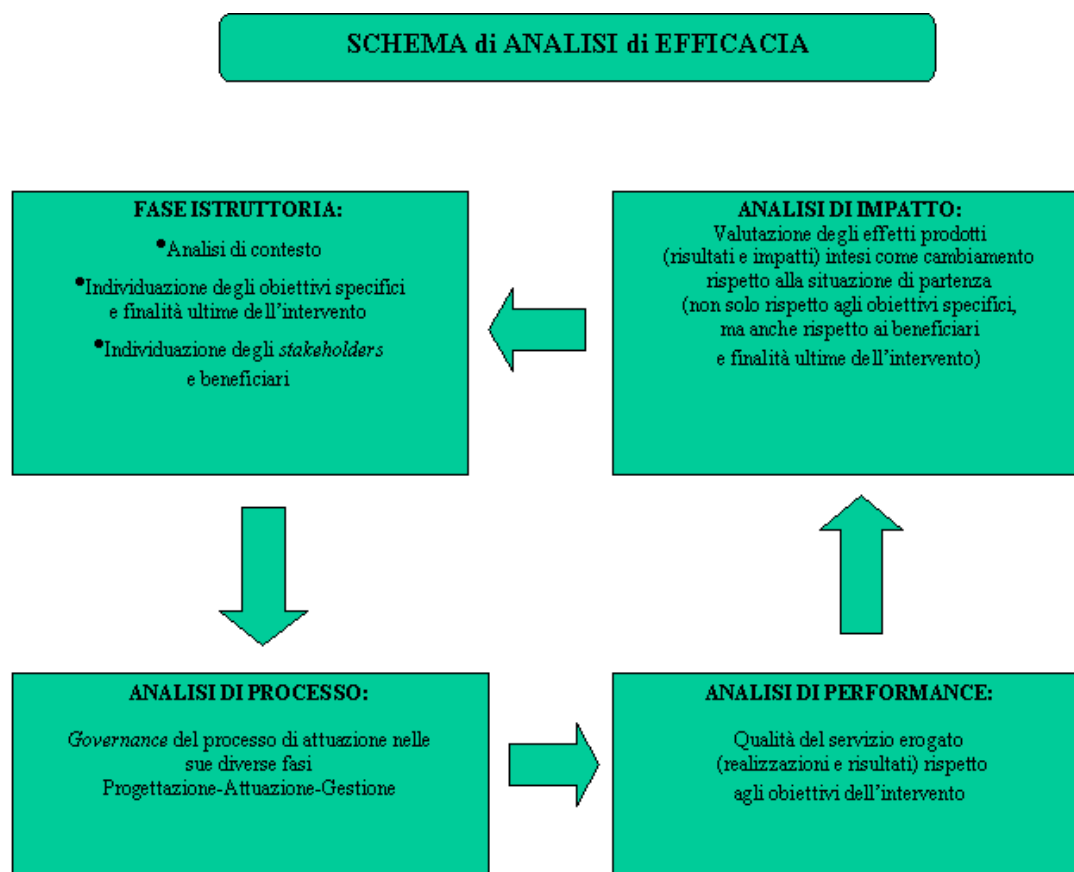 SCHEMA di ANALISI di EFFICACIA
FASE ISTRUTTORIA:
•Analisi di contesto
•Individuazione degli obiettivi specifici
e finalità ultime dell'intervento
•Individuazione degli stakeholders
e beneficiari
ANALISI DI IMPATTO:
Valutazione degli effetti prodotti
(risultati e impatti) intesi come cambiamento
rispetto alla situazione di partenza
(non solo rispetto agli obiettivi specifici,
ma anche rispetto ai beneficiari
e finalità ultime dell'intervento)
ANALISI DI PROCESSO:
Governance del processo di attuazione nelle
sue diverse fasi
Progettazione-Attuazione-Gestione
ANALISI DI PERFORMANCE:
Qualità del servizio erogato
(realizzazioni e risultati) rispetto
agli obiettivi dell'intervento